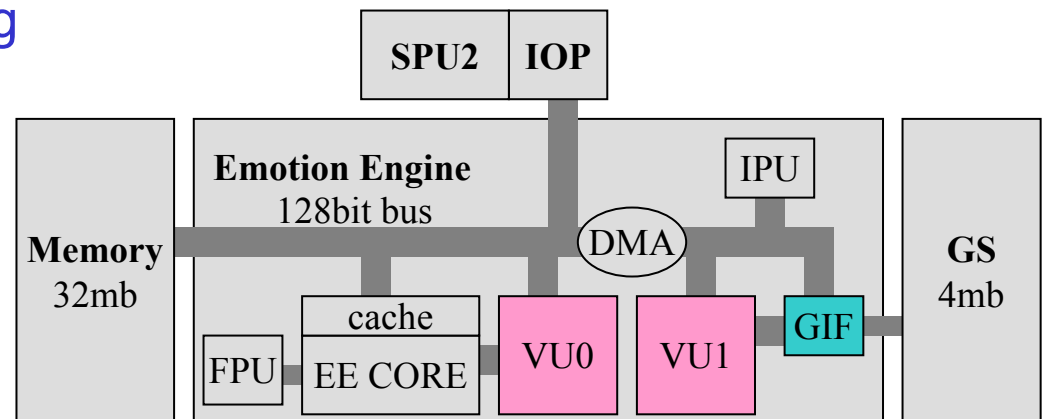 g
SPU2 IOP
Emotion Engine
128bit bus
IPU
DMA
Memory
32mb
GS
4mb
cache
FPU
EE CORE
VU0
VU1
GIF